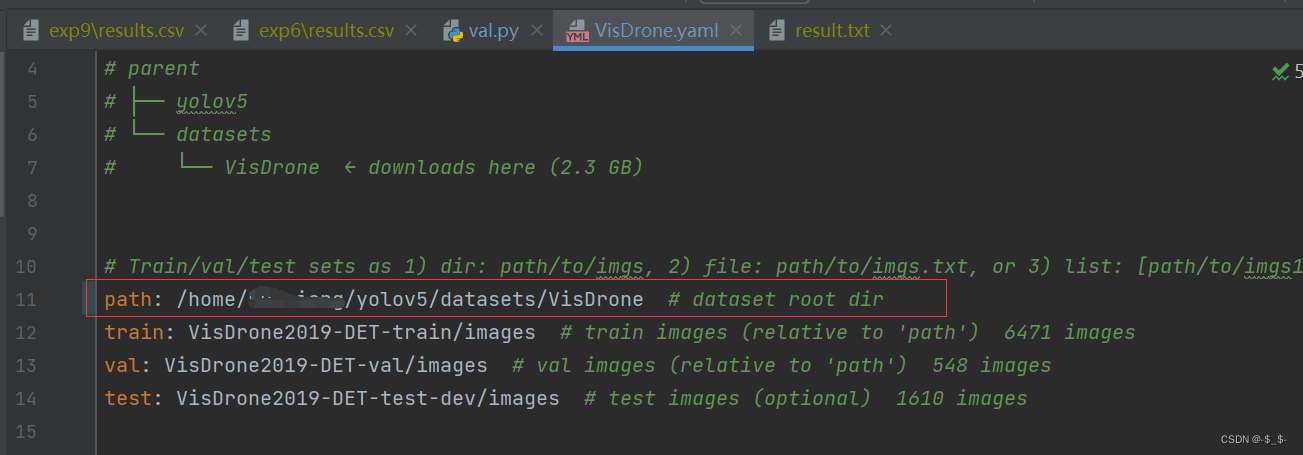 exp9\results.csv exp6\results.csv val.py VisDrone.yaml result.txt
4 # parent
5 # ├── yolov5
6 # └── datasets
7 #     └── VisDrone ← downloads here (2.3 GB)
8
9
10 # Train/val/test sets as 1) dir: path/to/imgs, 2) file: path/to/imgs.txt, or 3) list: [path/to/imgs1
11 path: /home/ /yolov5/datasets/VisDrone # dataset root dir
12 train: VisDrone2019-DET-train/images # train images (relative to 'path') 6471 images
13 val: VisDrone2019-DET-val/images # val images (relative to 'path') 548 images
14 test: VisDrone2019-DET-test-dev/images # test images (optional) 1610 images
15
YML
5
CSDN @-$_$-